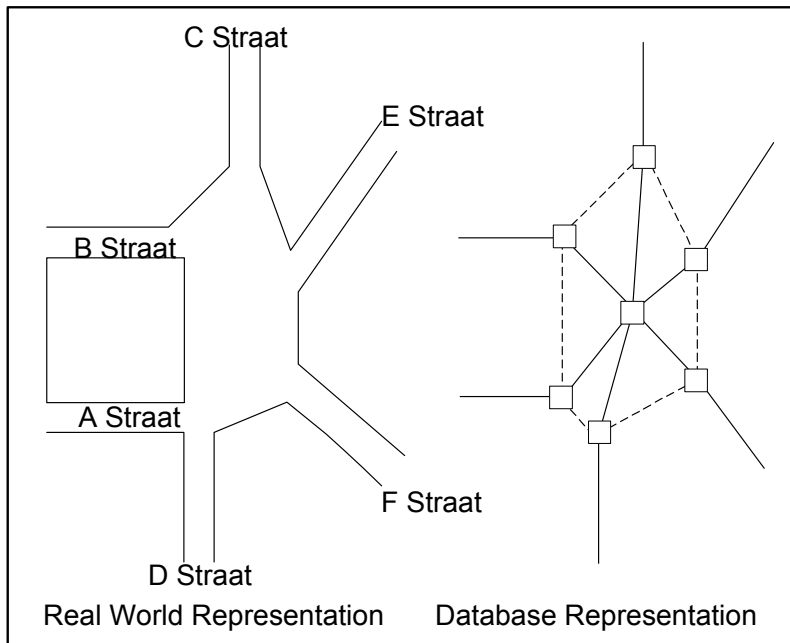 C Straat
E Straat
B Straat
A Straat
F Straat
D Straat
Real World Representation
Database Representation